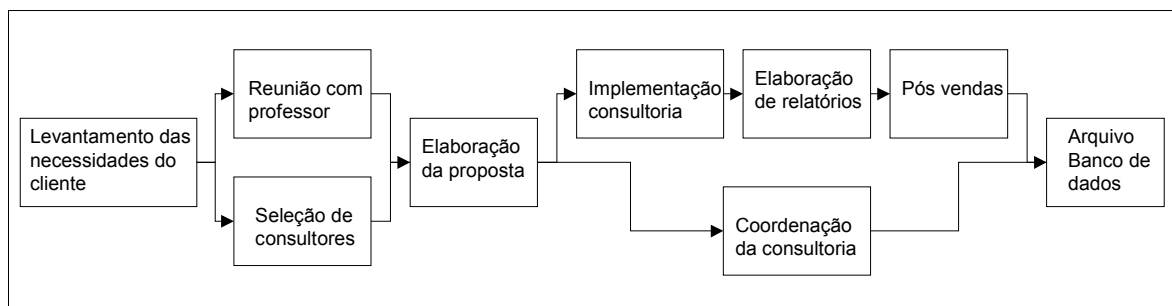 Levantamento das
necessidades do
cliente
Reunião com
professor
Seleção de
consultores
Elaboração
da proposta
Implementação
consultoria
Elaboração
de relatórios
Pós vendas
Coordenação
da consultoria
Arquivo
Banco de
dados